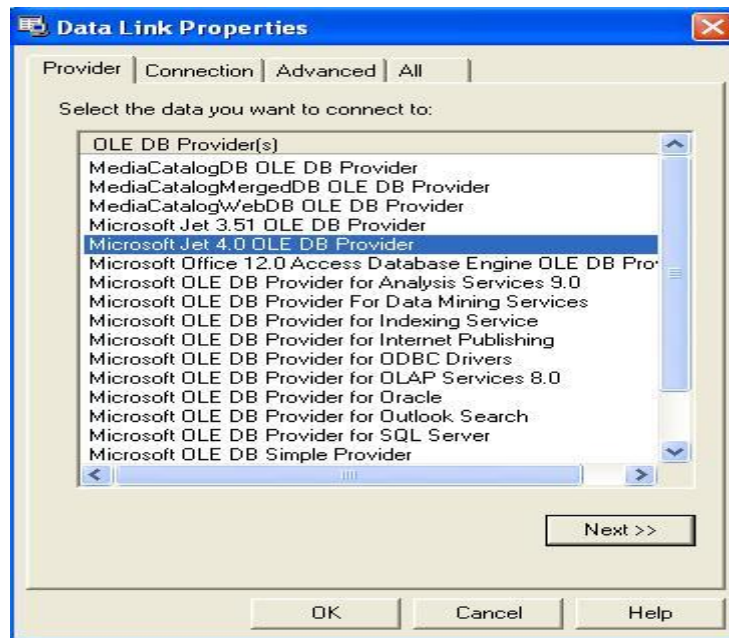 Data Link Properties
Provider Connection Advanced All
Select the data you want to connect to:
OLE DB Provider(s)
MediaCatalogDB OLE DB Provider
MediaCatalogMergedDB OLE DB Provider
MediaCatalogWebDB OLE DB Provider
Microsoft Jet 3.51 OLE DB Provider
Microsoft Jet 4.0 OLE DB Provider
Microsoft Office 12.0 Access Database Engine OLE DB Pro
Microsoft OLE DB Provider for Analysis Services 9.0
Microsoft OLE DB Provider For Data Mining Services
Microsoft OLE DB Provider for Indexing Service
Microsoft OLE DB Provider for Internet Publishing
Microsoft OLE DB Provider for ODBC Drivers
Microsoft OLE DB Provider for OLAP Services 8.0
Microsoft OLE DB Provider for Oracle
Microsoft OLE DB Provider for Outlook Search
Microsoft OLE DB Provider for SQL Server
Microsoft OLE DB Simple Provider
Next >>
OK Cancel Help